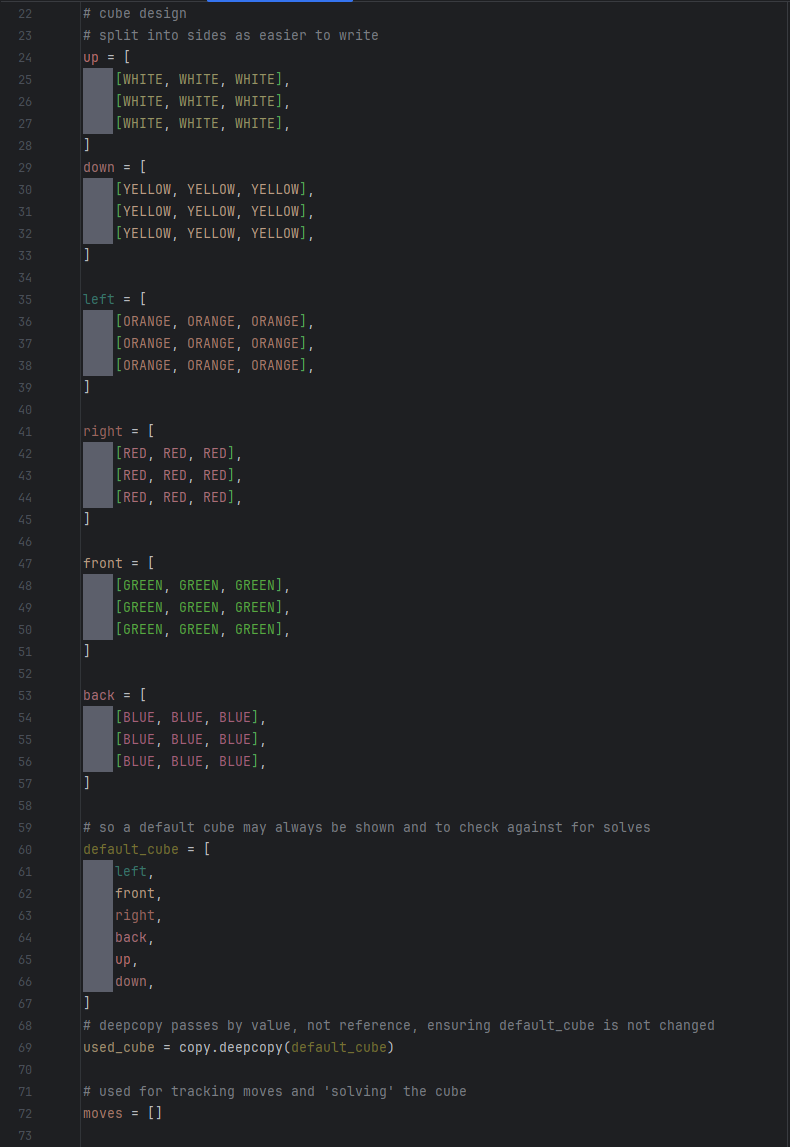 22 # cube design
23 # split into sides as easier to write
24 up = [
25     [WHITE, WHITE, WHITE],
26     [WHITE, WHITE, WHITE],
27     [WHITE, WHITE, WHITE],
28 ]
29 down = [
30     [YELLOW, YELLOW, YELLOW],
31     [YELLOW, YELLOW, YELLOW],
32     [YELLOW, YELLOW, YELLOW],
33 ]
34
35 left = [
36     [ORANGE, ORANGE, ORANGE],
37     [ORANGE, ORANGE, ORANGE],
38     [ORANGE, ORANGE, ORANGE],
39 ]
40
41 right = [
42     [RED, RED, RED],
43     [RED, RED, RED],
44     [RED, RED, RED],
45 ]
46
47 front = [
48     [GREEN, GREEN, GREEN],
49     [GREEN, GREEN, GREEN],
50     [GREEN, GREEN, GREEN],
51 ]
52
53 back = [
54     [BLUE, BLUE, BLUE],
55     [BLUE, BLUE, BLUE],
56     [BLUE, BLUE, BLUE],
57 ]
58
59 # so a default cube may always be shown and to check against for solves
60 default_cube = [
61     left,
62     front,
63     right,
64     back,
65     up,
66     down,
67 ]
68 # deepcopy passes by value, not reference, ensuring default_cube is not changed
69 used_cube = copy.deepcopy(default_cube)
70
71 # used for tracking moves and 'solving' the cube
72 moves = []
73